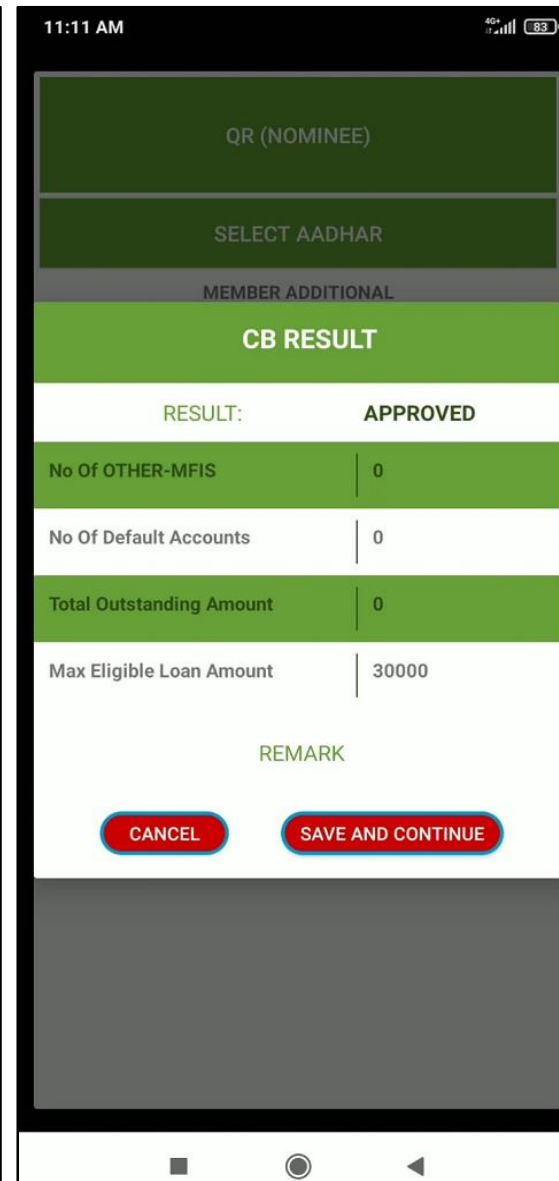 11:11 AM 4G+ 83
QR (NOMINEE)
SELECT AADHAR
MEMBER ADDITIONAL
CB RESULT
RESULT: APPROVED
No Of OTHER-MFIS 0
No Of Default Accounts 0
Total Outstanding Amount 0
Max Eligible Loan Amount 30000
REMARK
CANCEL SAVE AND CONTINUE